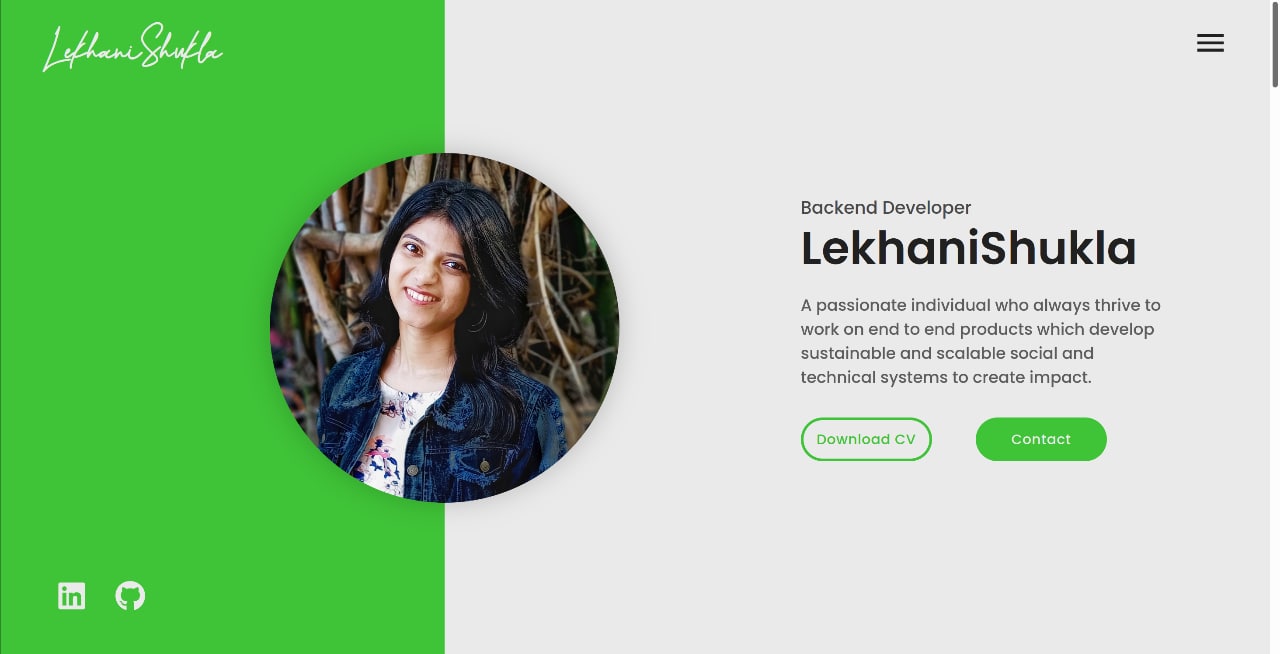 LekhaniShukla
Backend Developer
LekhaniShukla
A passionate individual who always thrive to
work on end to end products which develop
sustainable and scalable social and
technical systems to create impact.
Download CV
Contact
in